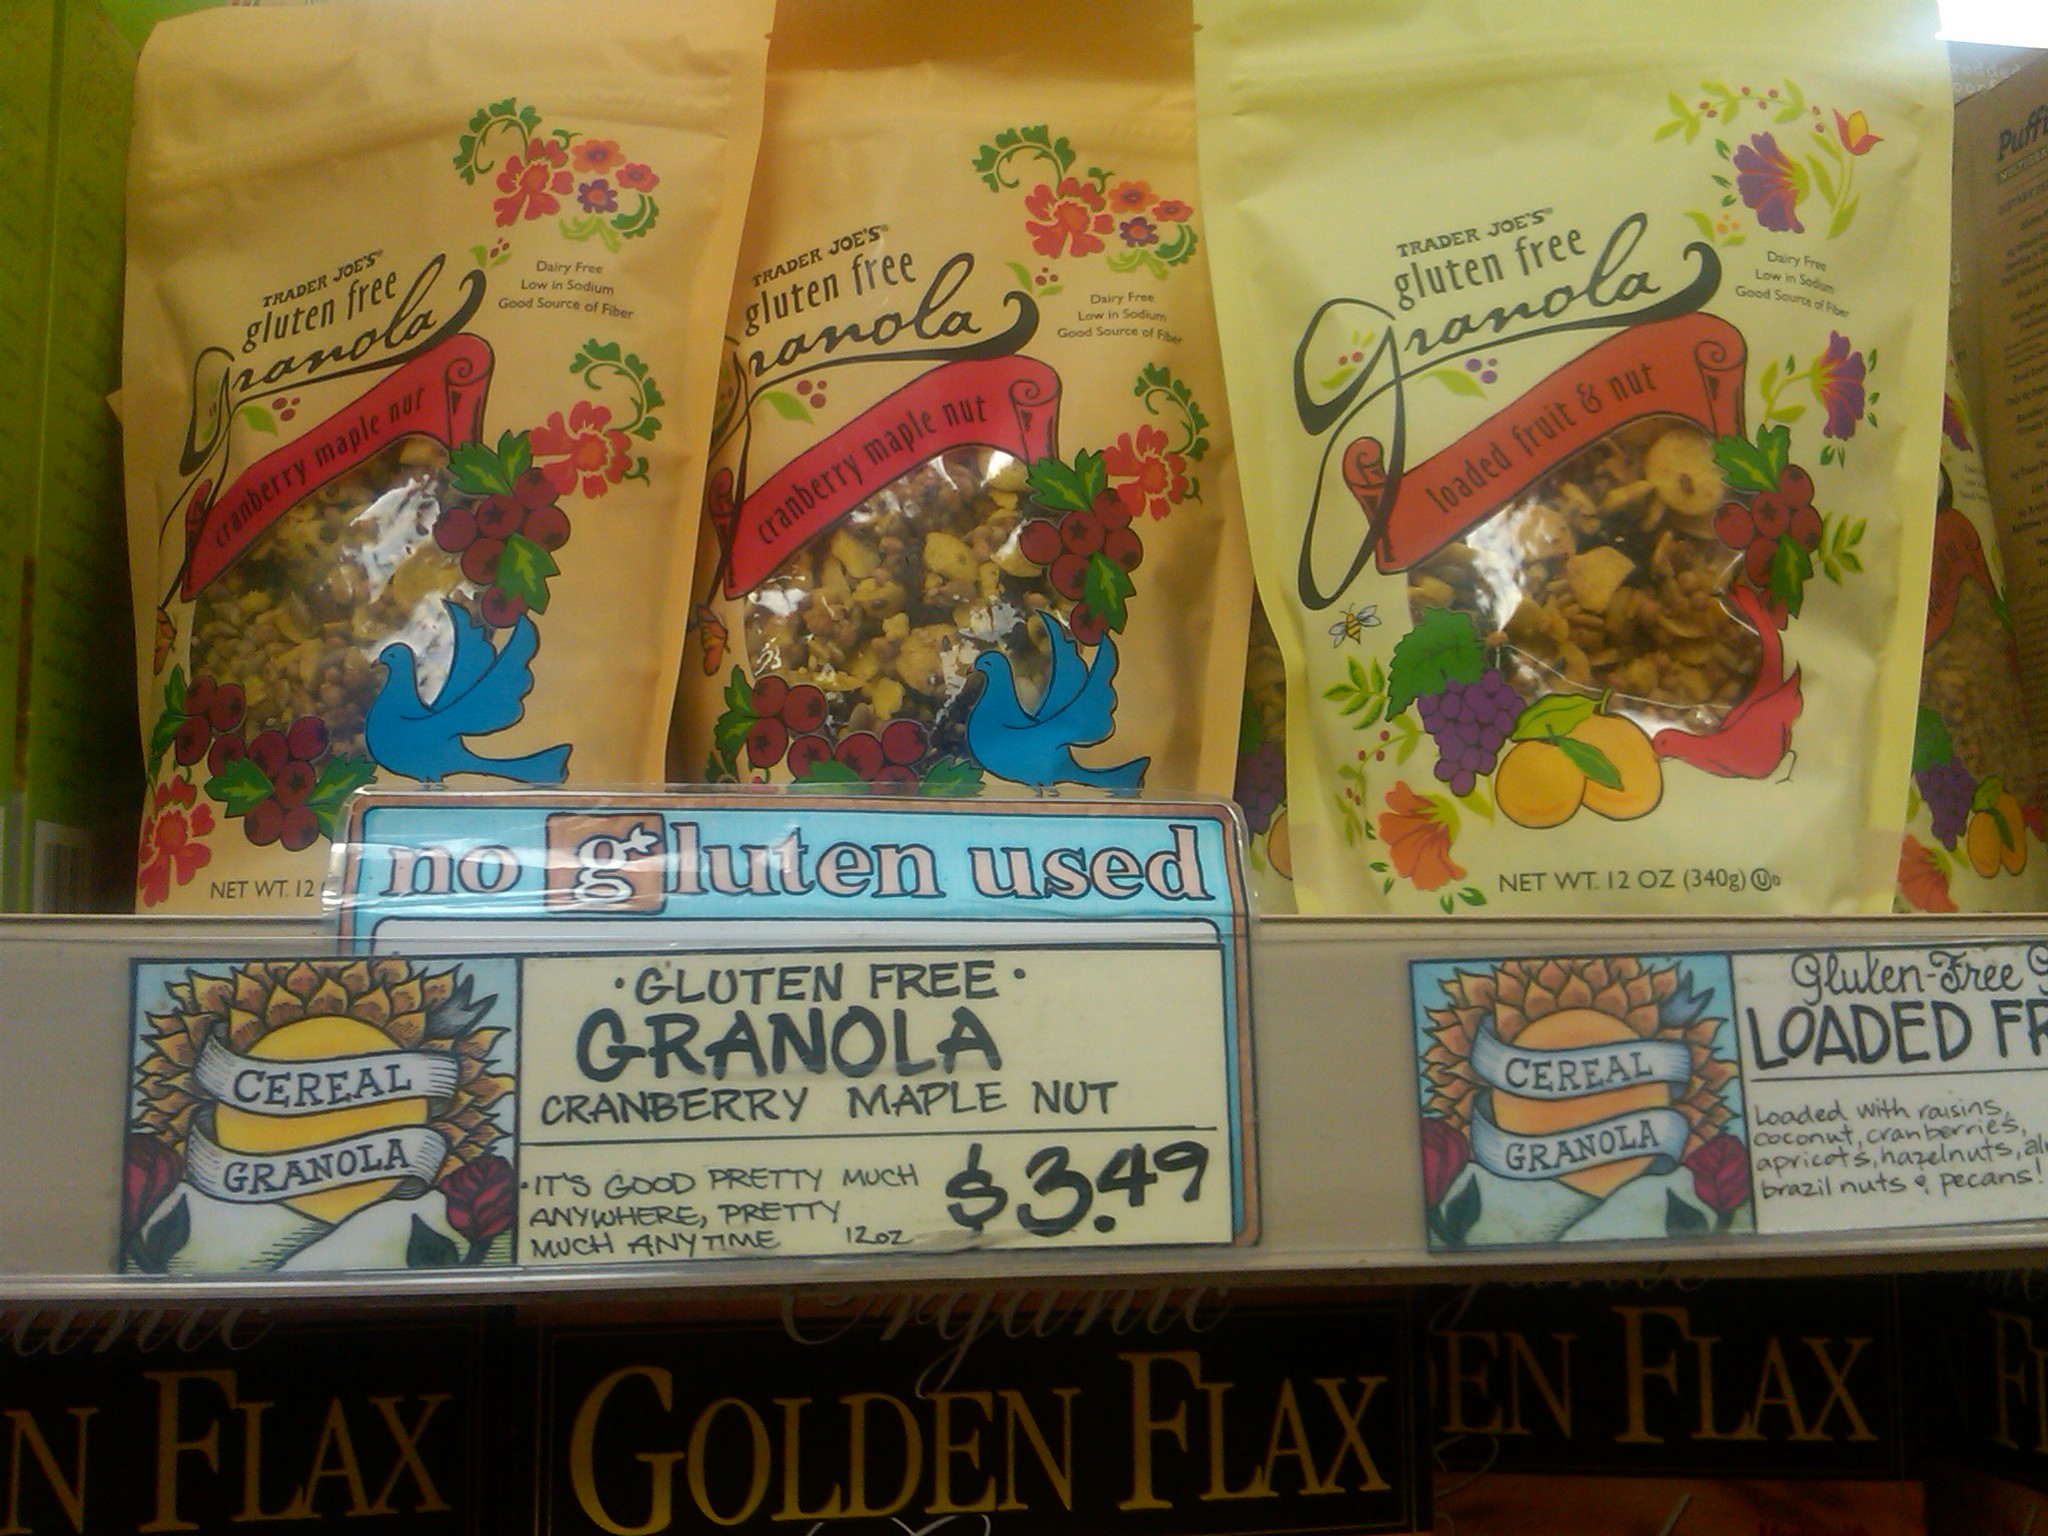 TRADER JOE'S®
gluten free
Granola
Dairy Free
Low in Sodium
Good Source of Fiber
cranberry maple nut
NET WT. 12
TRADER JOE'S®
gluten free
Granola
Dairy Free
Low in Sodium
Good Source of Fiber
cranberry maple nut
TRADER JOE'S®
gluten free
Granola
Dairy Free
Low in Sodium
Good Source of Fiber
loaded fruit & nut
NET WT. 12 OZ (340g) U D
no gluten used
CEREAL
GRANOLA
•GLUTEN FREE•
GRANOLA
CRANBERRY MAPLE NUT
•IT'S GOOD PRETTY MUCH
ANYWHERE, PRETTY
MUCH ANYTIME 12oz
$3.49
CEREAL
GRANOLA
Gluten-Free G
LOADED FR
Loaded with raisins,
coconut, cranberries,
apricots, hazelnuts, al
brazil nuts & pecans!
anic
N FLAX
Organic
GOLDEN FLAX
EN FLAX